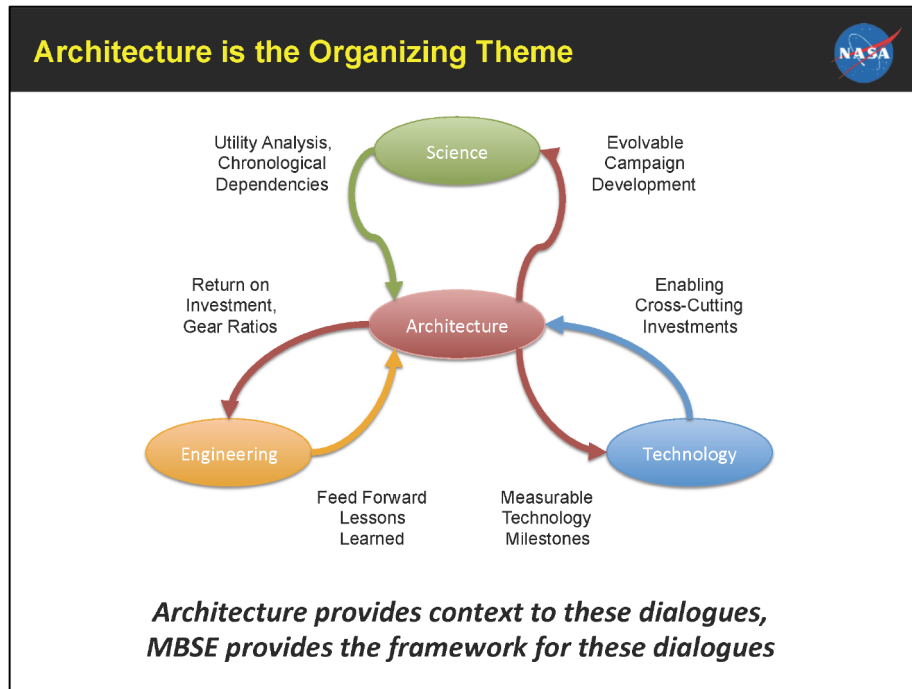 Architecture is the Organizing Theme
NASA
Utility Analysis,
Chronological
Dependencies
Science
Evolvable
Campaign
Development
Return on
Investment,
Gear Ratios
Architecture
Enabling
Cross-Cutting
Investments
Engineering
Technology
Feed Forward
Lessons
Learned
Measurable
Technology
Milestones
Architecture provides context to these dialogues,
MBSE provides the framework for these dialogues